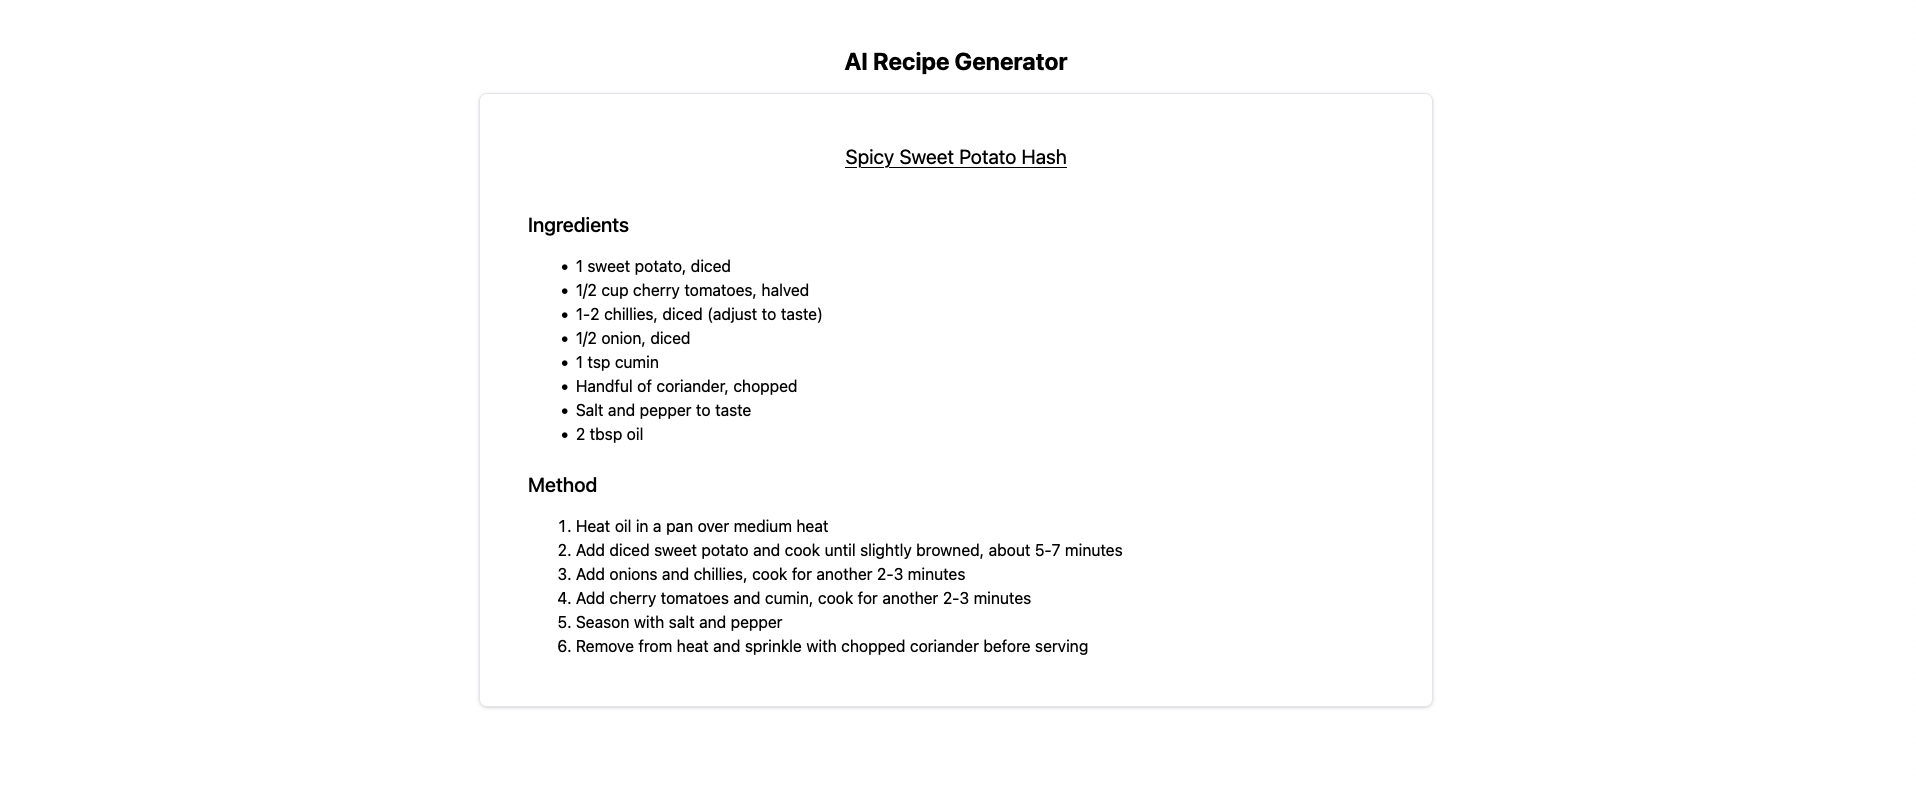 AI Recipe Generator
Spicy Sweet Potato Hash
Ingredients
• 1 sweet potato, diced
• 1/2 cup cherry tomatoes, halved
• 1-2 chillies, diced (adjust to taste)
• 1/2 onion, diced
• 1 tsp cumin
• Handful of coriander, chopped
• Salt and pepper to taste
• 2 tbsp oil
Method
1. Heat oil in a pan over medium heat
2. Add diced sweet potato and cook until slightly browned, about 5-7 minutes
3. Add onions and chillies, cook for another 2-3 minutes
4. Add cherry tomatoes and cumin, cook for another 2-3 minutes
5. Season with salt and pepper
6. Remove from heat and sprinkle with chopped coriander before serving